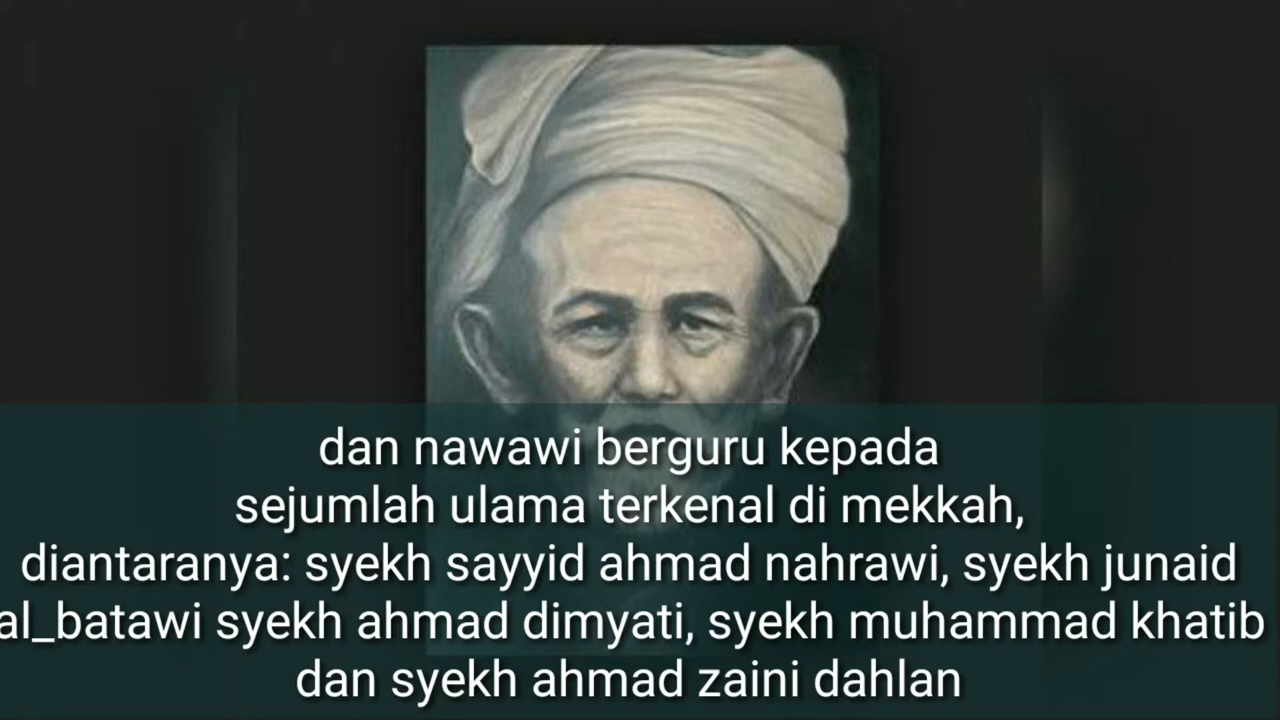 dan nawawi berguru kepada
sejumlah ulama terkenal di mekkah,
diantaranya: syekh sayyid ahmad nahrawi, syekh junaid
al_batawi syekh ahmad dimyati, syekh muhammad khatib
dan syekh ahmad zaini dahlan